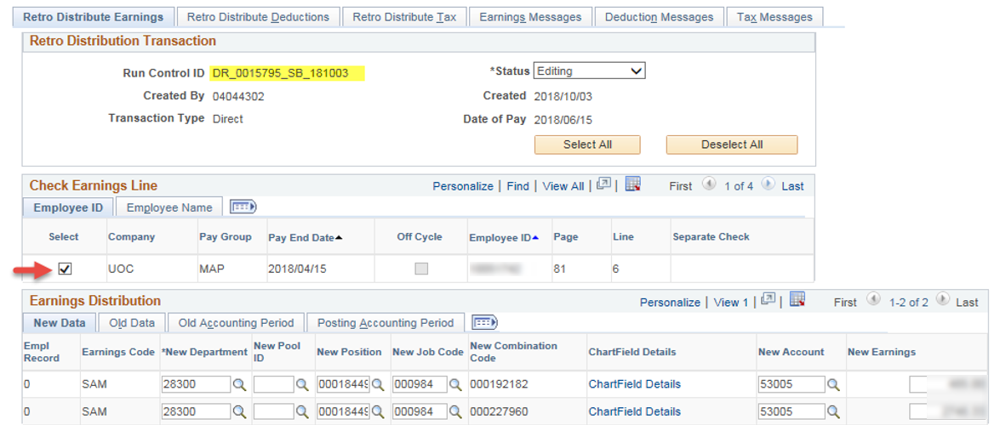 Retro Distribute Earnings Retro Distribute Deductions Retro Distribute Tax Earnings Messages Deduction Messages Tax Messages
Retro Distribution Transaction
Run Control ID DR_0015795_SB_181003 *Status Editing
Created By 04044302 Created 2018/10/03
Transaction Type Direct Date of Pay 2018/06/15
Select All Deselect All
Check Earnings Line Personalize | Find | View All | | First 1 of 4 Last
Employee ID Employee Name
Select Company Pay Group Pay End Date Off Cycle Employee ID Page Line Separate Check
UOC MAP 2018/04/15 81 6
Earnings Distribution Personalize | View 1 | | First 1-2 of 2 Last
New Data Old Data Old Accounting Period Posting Accounting Period
Empl Record Earnings Code *New Department New Pool ID New Position New Job Code New Combination Code ChartField Details New Account New Earnings
0 SAM 28300 00018449 000984 000192182 ChartField Details 53005
0 SAM 28300 00018449 000984 000227960 ChartField Details 53005